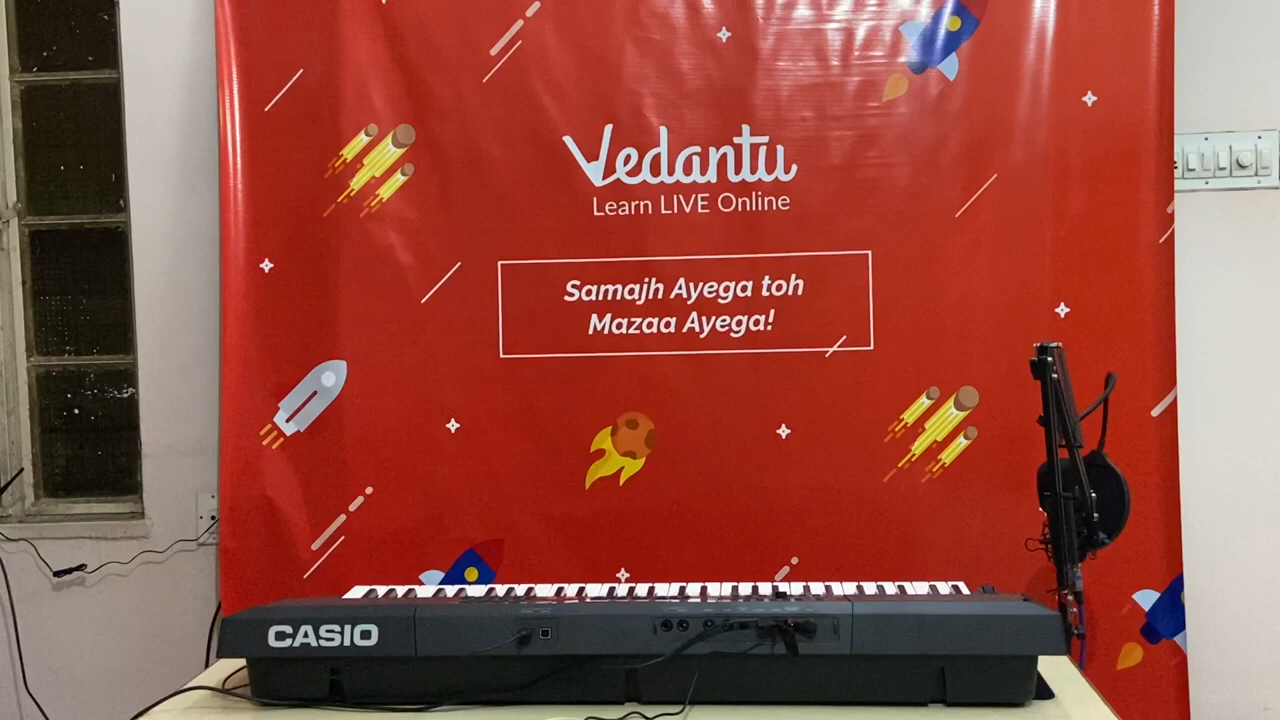 Vedantu
Learn LIVE Online
Samajh Ayega toh
Mazaa Ayega!
CASIO